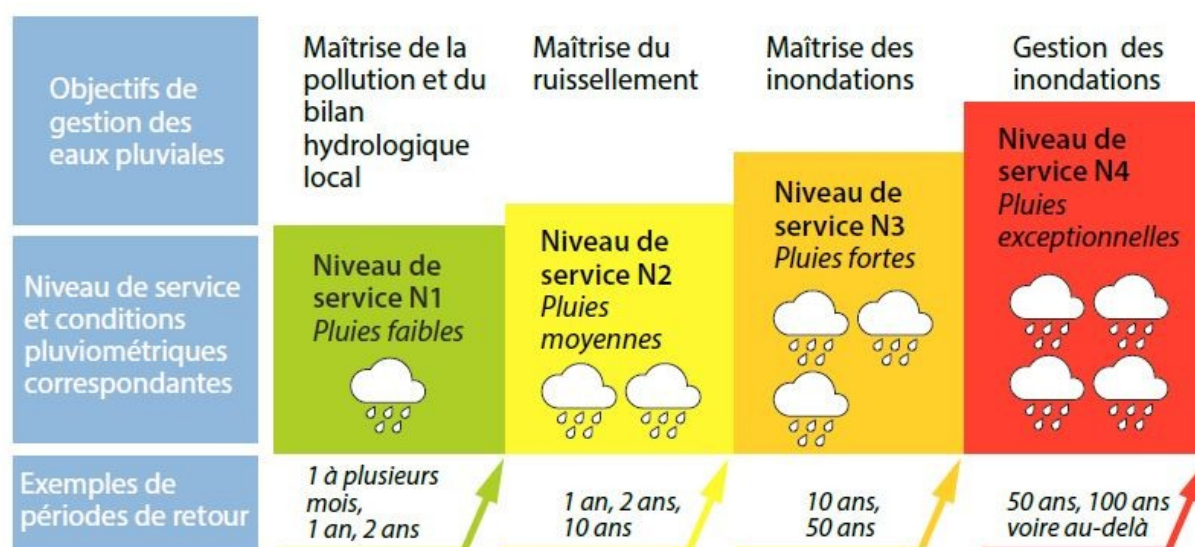 Objectifs de
gestion des
eaux pluviales
Maîtrise de la
pollution et du
bilan
hydrologique
local
Maîtrise du
ruissellement
Maîtrise des
inondations
Gestion des
inondations
Niveau de service
et conditions
pluviométriques
correspondantes
Niveau de
service N1
Pluies faibles
Niveau de
service N2
Pluies
moyennes
Niveau de
service N3
Pluies fortes
Niveau de
service N4
Pluies
exceptionnelles
Exemples de
périodes de retour
1 à plusieurs
mois,
1 an, 2 ans
1 an, 2 ans,
10 ans
10 ans,
50 ans
50 ans, 100 ans
voire au-delà